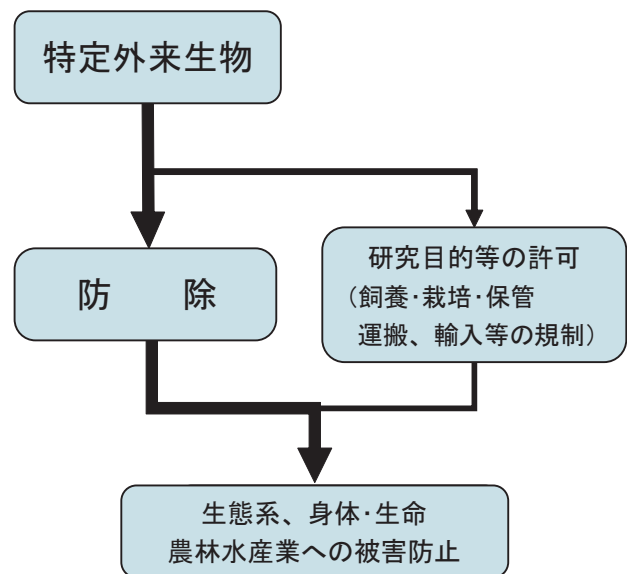 特定外来生物
防　除
研究目的等の許可
（飼養･栽培･保管
運搬、輸入等の規制）
生態系、身体･生命
農林水産業への被害防止